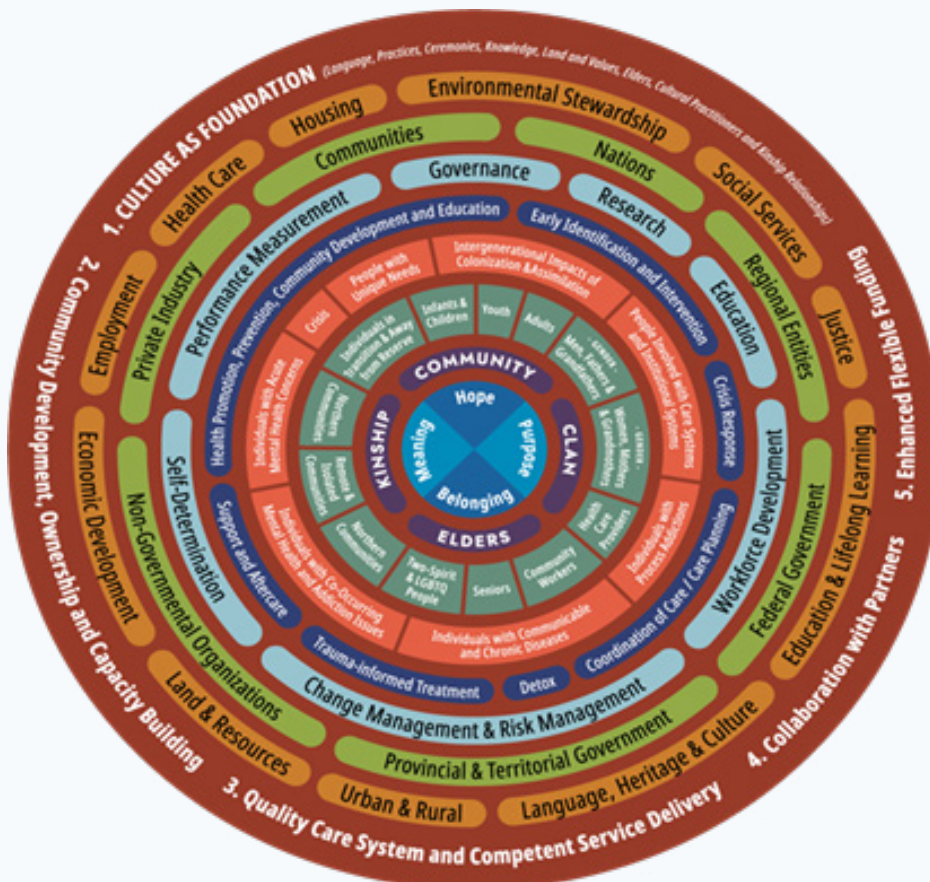 1. CULTURE AS FOUNDATION
(Language, Practices, Ceremonies, Knowledge, Land and Values, Elders, Cultural Practitioners and Kinship Relationships)
2. Community Development, Ownership and Capacity Building
3. Quality Care System and Competent Service Delivery
4. Collaboration with Partners
5. Enhanced Flexible Funding
Environmental Stewardship
Social Services
Justice
Education & Lifelong Learning
Language, Heritage & Culture
Urban & Rural
Land & Resources
Economic Development
Employment
Health Care
Housing
Nations
Regional Entities
Federal Government
Provincial & Territorial Government
Non-Governmental Organizations
Private Industry
Communities
Governance
Research
Education
Workforce Development
Change Management & Risk Management
Self-Determination
Performance Measurement
Health Promotion, Prevention, Community Development and Education
Early Identification and Intervention
Crisis Response
Coordination of Care / Care Planning
Detox
Trauma-informed Treatment
Support and Aftercare
Intergenerational Impacts of
Colonization &Assimilation
People Involved with Care Systems
and Institutional Systems
Individuals with
Process Addictions
Individuals with Communicable
and Chronic Diseases
Individuals with Co-Occurring
Mental Health and Addiction Issues
Individuals with Acute
Mental Health Concerns
Crisis
People with
Unique Needs
Infants &
Children
Youth
Adults
- GENDER -
Men, Fathers &
Grandfathers
- GENDER -
Women, Mothers
& Grandmothers
Health
Care
Providers
Community
Workers
Seniors
Two-Spirit
& LGBTQ
People
Northern
Communities
Remote &
Isolated
Communities
Northern
Communities
Individuals in
Transition & Away
from Reserve
COMMUNITY
CLAN
ELDERS
KINSHIP
Hope
Purpose
Belonging
Meaning